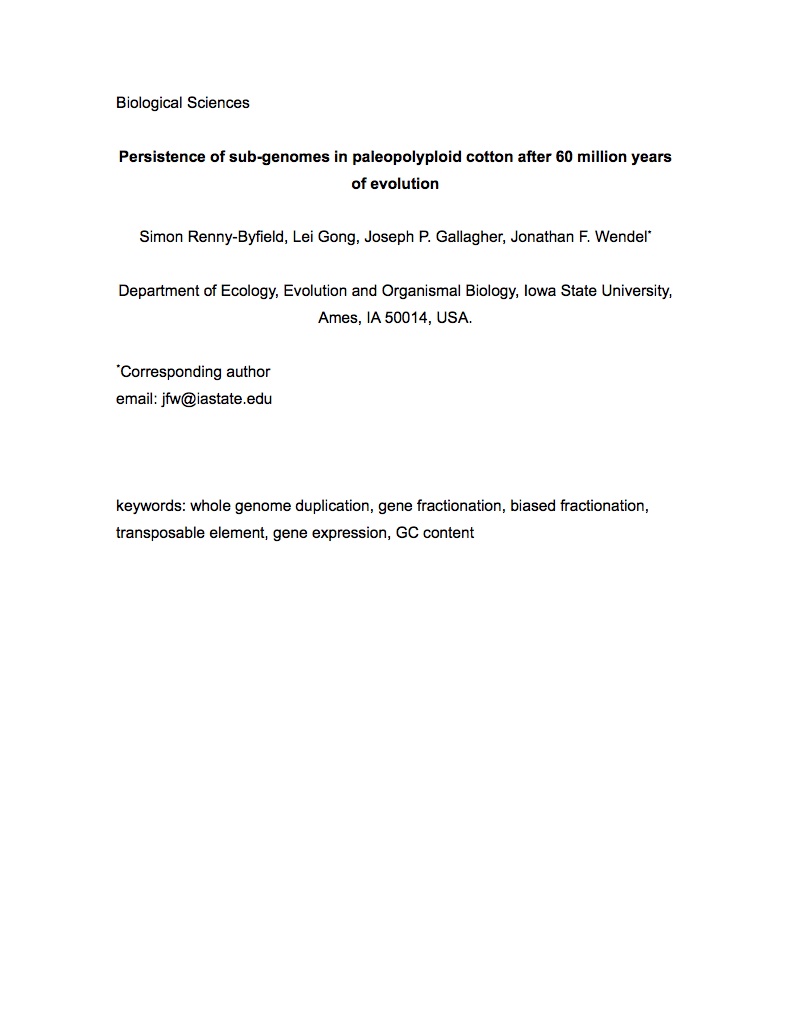 Biological Sciences
Persistence of sub-genomes in paleopolyploid cotton after 60 million years
of evolution
Simon Renny-Byfield, Lei Gong, Joseph P. Gallagher, Jonathan F. Wendel*
Department of Ecology, Evolution and Organismal Biology, Iowa State University,
Ames, IA 50014, USA.
*Corresponding author
email: jfw@iastate.edu
keywords: whole genome duplication, gene fractionation, biased fractionation,
transposable element, gene expression, GC content